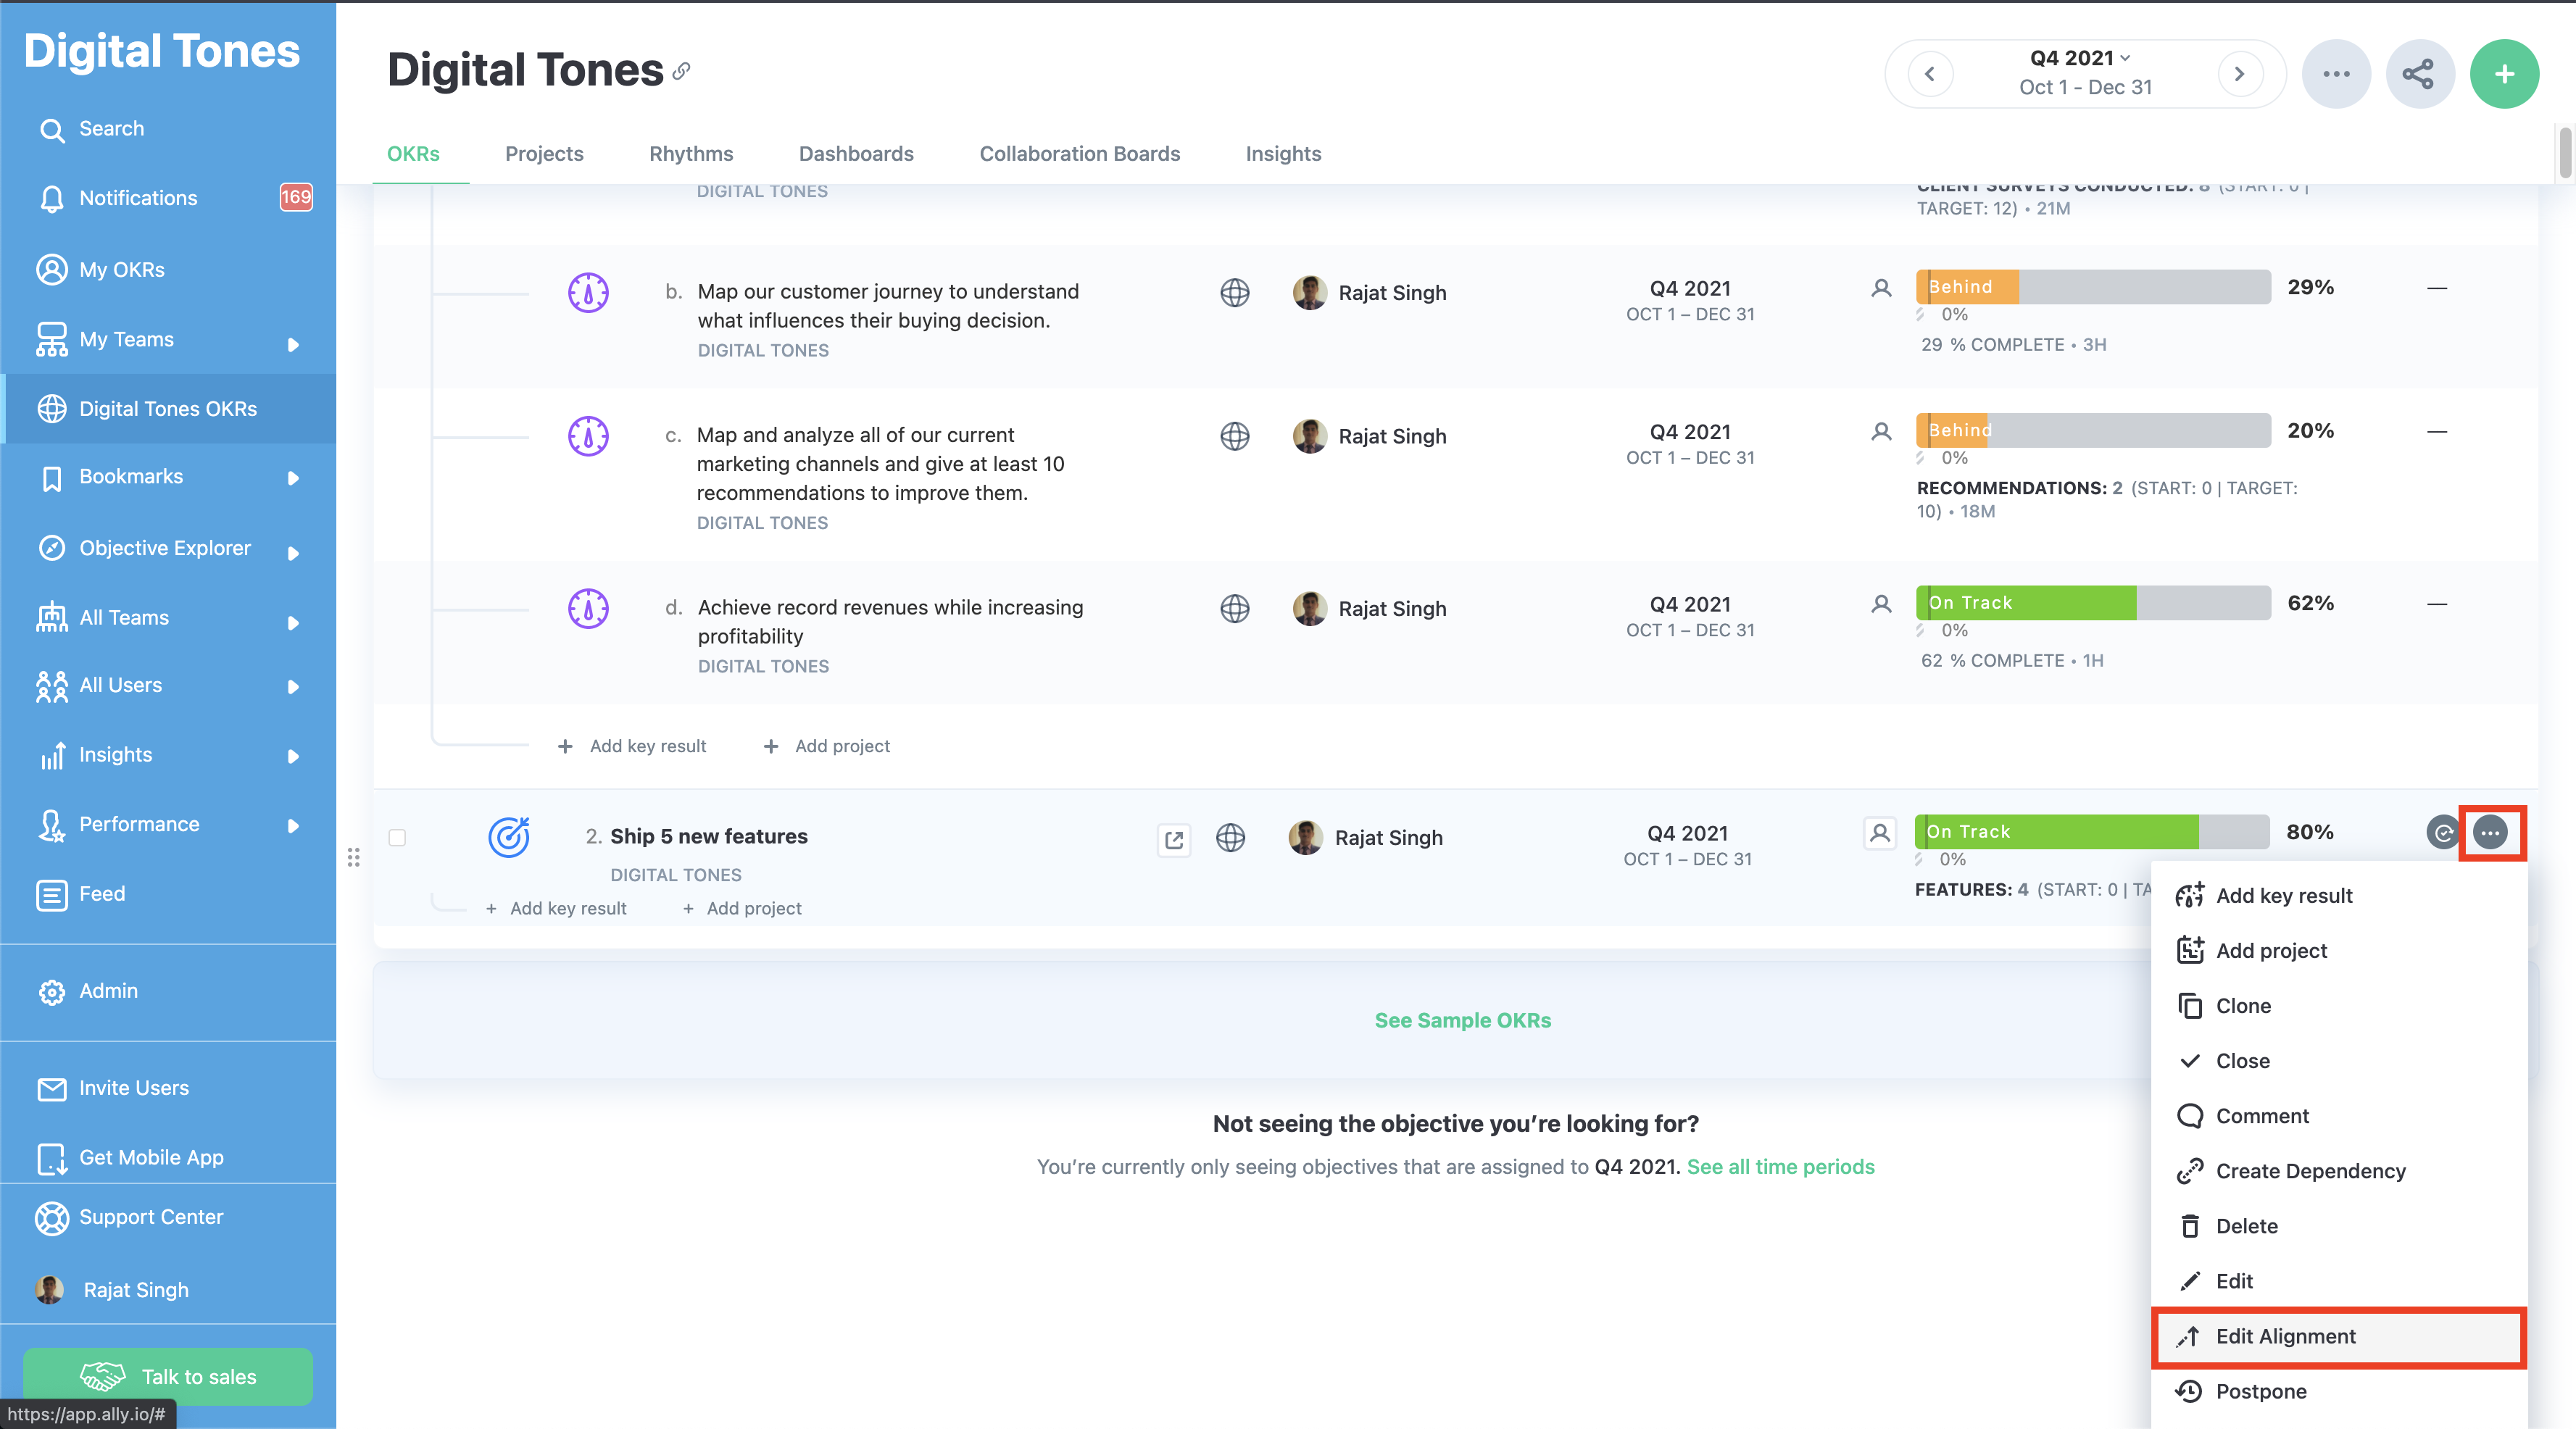 Digital Tones
Search
Notifications
169
My OKRs
My Teams
Digital Tones OKRs
Bookmarks
Objective Explorer
All Teams
All Users
Insights
Performance
Feed
Admin
Invite Users
Get Mobile App
Support Center
Rajat Singh
Talk to sales
https://app.ally.io/#
Digital Tones
Q4 2021
Oct 1 - Dec 31
OKRs
Projects
Rhythms
Dashboards
Collaboration Boards
Insights
DIGITAL TONES
CLIENT SURVEYS CONDUCTED: 8 (START: 0 |
TARGET: 12) • 21M
b. Map our customer journey to understand
what influences their buying decision.
DIGITAL TONES
Rajat Singh
Q4 2021
OCT 1 – DEC 31
Behind
29%
—
0%
29 % COMPLETE • 3H
c. Map and analyze all of our current
marketing channels and give at least 10
recommendations to improve them.
DIGITAL TONES
Rajat Singh
Q4 2021
OCT 1 – DEC 31
Behind
20%
—
0%
RECOMMENDATIONS: 2 (START: 0 | TARGET:
10) • 18M
d. Achieve record revenues while increasing
profitability
DIGITAL TONES
Rajat Singh
Q4 2021
OCT 1 – DEC 31
On Track
62%
—
0%
62 % COMPLETE • 1H
+ Add key result
+ Add project
2. Ship 5 new features
DIGITAL TONES
Rajat Singh
Q4 2021
OCT 1 – DEC 31
On Track
80%
0%
FEATURES: 4 (START: 0 | TA
+ Add key result
+ Add project
Add key result
Add project
Clone
Close
Comment
Create Dependency
Delete
Edit
Edit Alignment
Postpone
See Sample OKRs
Not seeing the objective you’re looking for?
You’re currently only seeing objectives that are assigned to Q4 2021. See all time periods